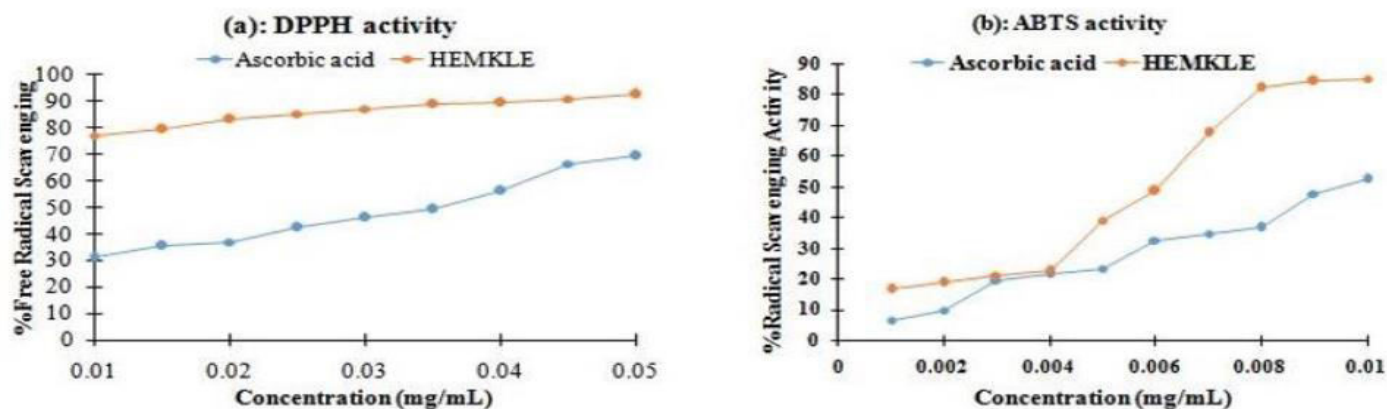 (a): DPPH activity
Ascorbic acid HEMKLE
%Free Radical Scavenging
100
90
80
70
60
50
40
30
20
10
0
0.01 0.02 0.03 0.04 0.05
Concentration (mg/mL)
(b): ABTS activity
Ascorbic acid HEMKLE
%Radical Scavenging Activity
90
80
70
60
50
40
30
20
10
0
0 0.002 0.004 0.006 0.008 0.01
Concentration (mg/mL)